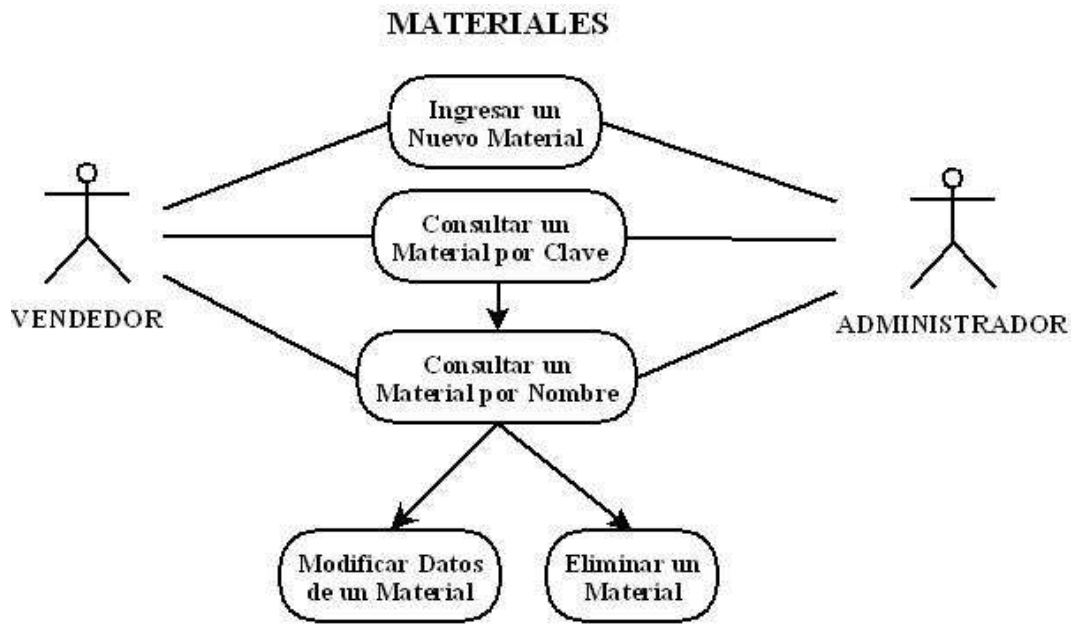 MATERIALES
Ingresar un
Nuevo Material
Consultar un
Material por Clave
VENDEDOR
ADMINISTRADOR
Consultar un
Material por Nombre
Modificar Datos
de un Material
Eliminar un
Material